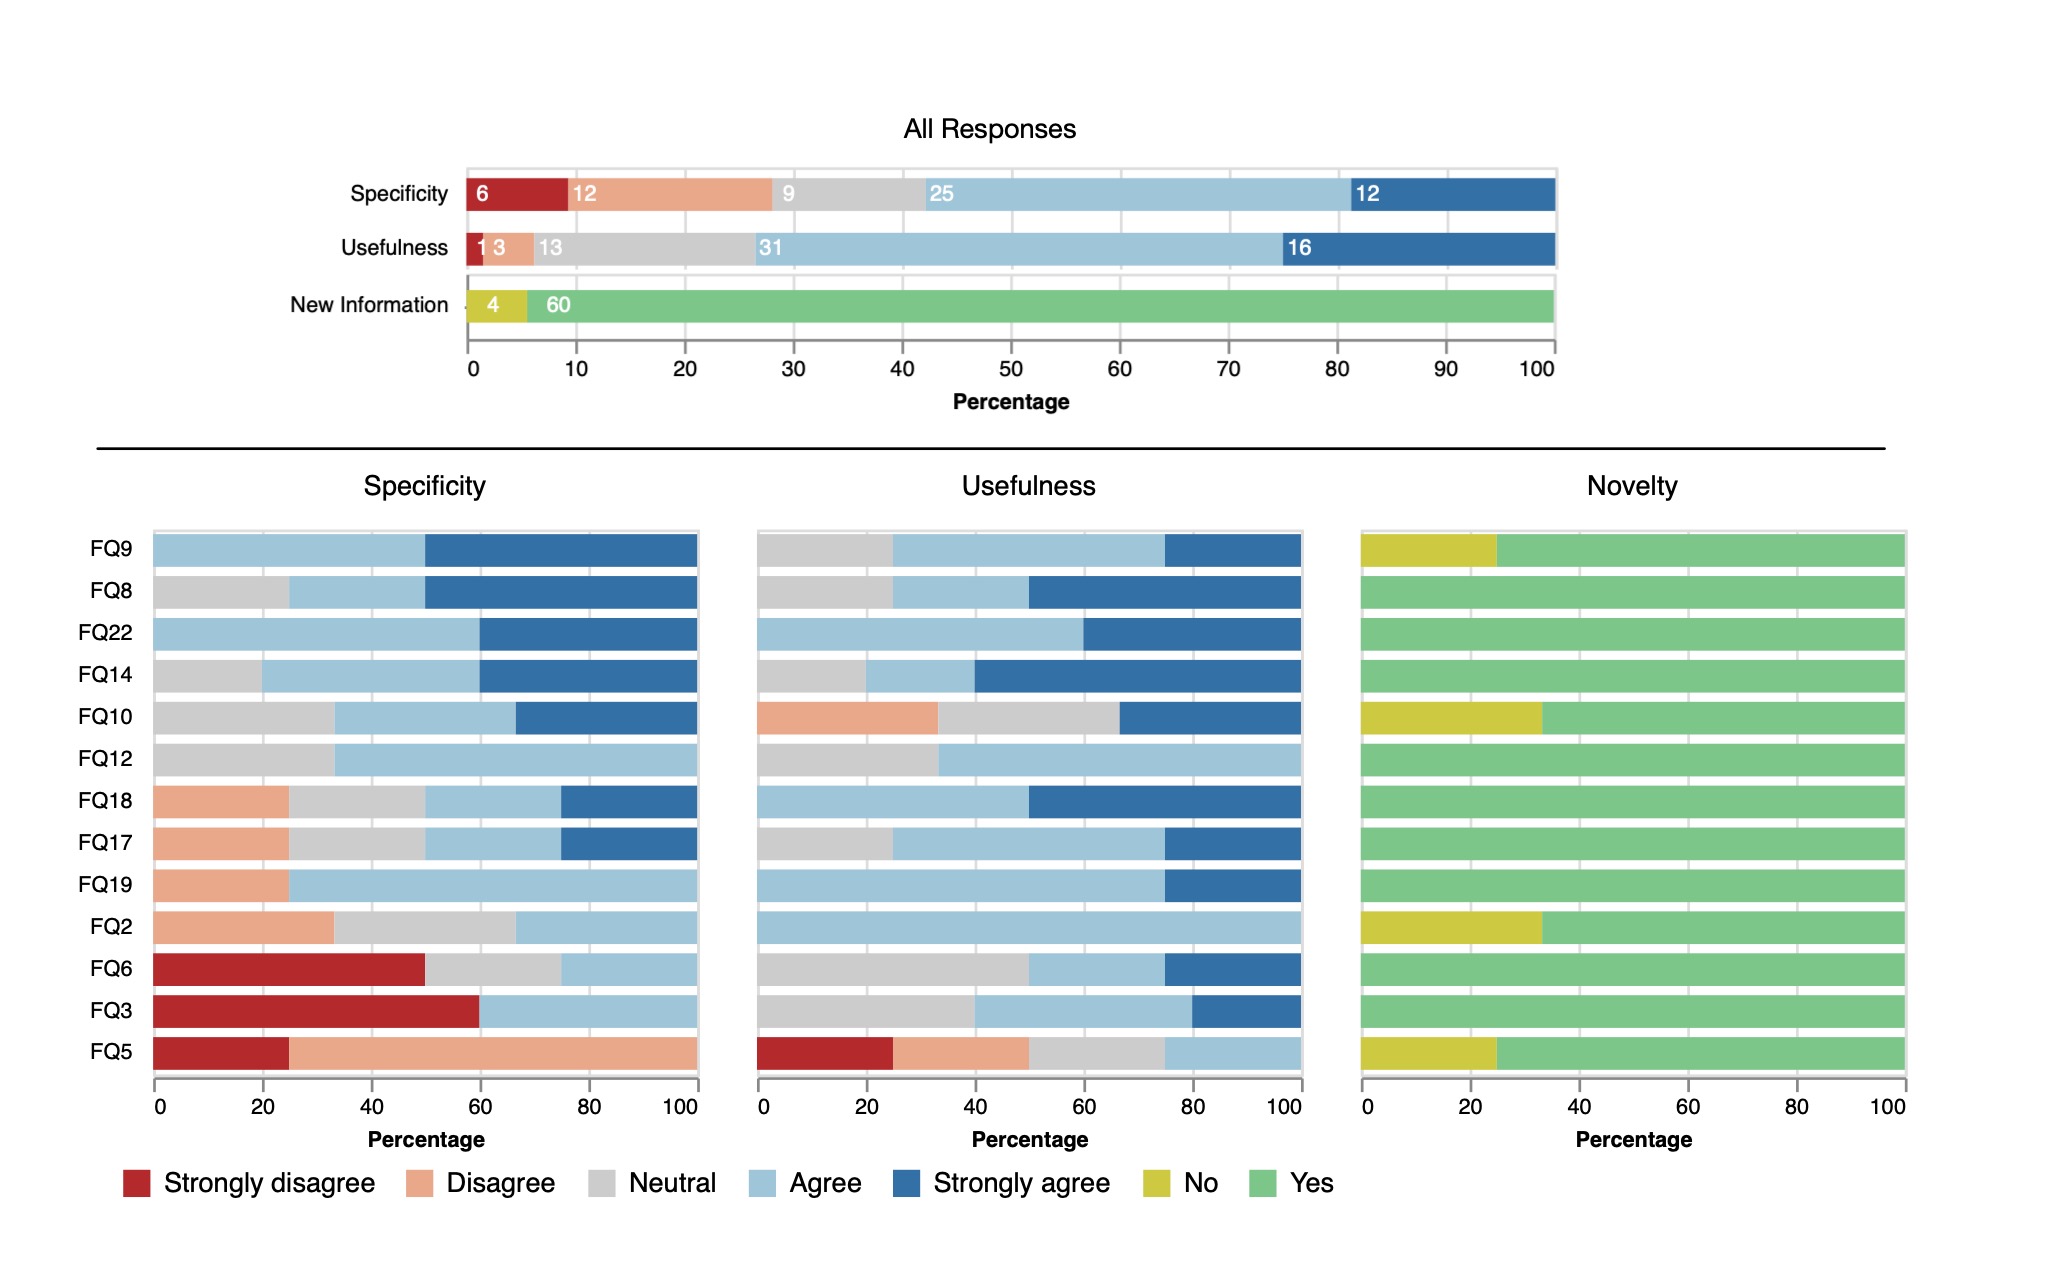 All Responses
Specificity 6 12 9 25 12
Usefulness 1 3 13 31 16
New Information 4 60
0 10 20 30 40 50 60 70 80 90 100
Percentage
Specificity Usefulness Novelty
FQ9
FQ8
FQ22
FQ14
FQ10
FQ12
FQ18
FQ17
FQ19
FQ2
FQ6
FQ3
FQ5
0 20 40 60 80 100 0 20 40 60 80 100 0 20 40 60 80 100
Percentage Percentage Percentage
Strongly disagree Disagree Neutral Agree Strongly agree No Yes